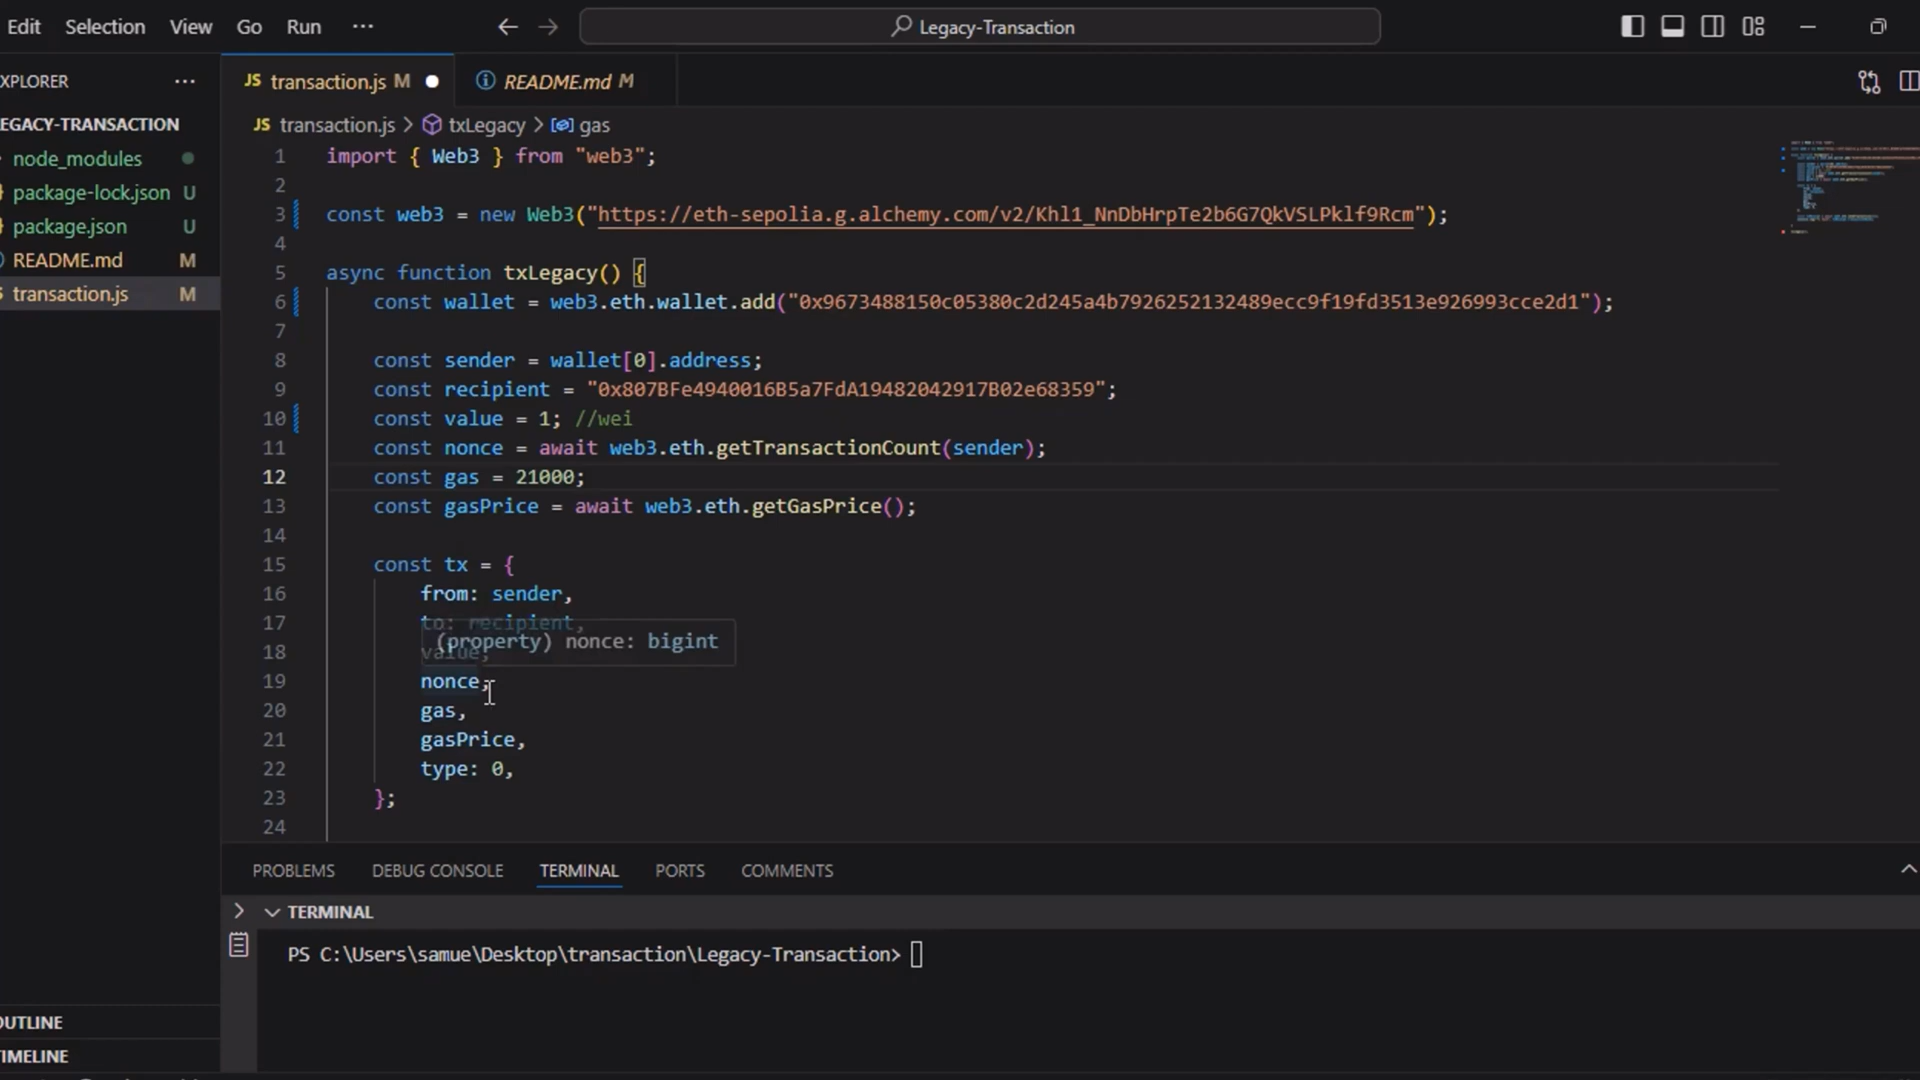 Edit Selection View Go Run ··· Legacy-Transaction
XPLORER ···
JS transaction.js M
README.md M
EGACY-TRANSACTION
node_modules
package-lock.json U
package.json U
README.md M
transaction.js M
JS transaction.js > txLegacy > gas
1 import { Web3 } from "web3";
2
3 const web3 = new Web3("https://eth-sepolia.g.alchemy.com/v2/Khl1_NnDbHrpTe2b6G7QkVSLPklf9Rcm");
4
5 async function txLegacy() {
6 const wallet = web3.eth.wallet.add("0x9673488150c05380c2d245a4b7926252132489ecc9f19fd3513e926993cce2d1");
7
8 const sender = wallet[0].address;
9 const recipient = "0x807BFe4940016B5a7FdA19482042917B02e68359";
10 const value = 1; //wei
11 const nonce = await web3.eth.getTransactionCount(sender);
12 const gas = 21000;
13 const gasPrice = await web3.eth.getGasPrice();
14
15 const tx = {
16 from: sender,
17 to: recipient,
(property) nonce: bigint
18 value,
19 nonce,
20 gas,
21 gasPrice,
22 type: 0,
23 };
24
PROBLEMS DEBUG CONSOLE TERMINAL PORTS COMMENTS
TERMINAL
PS C:\Users\samue\Desktop\transaction\Legacy-Transaction>
OUTLINE
TIMELINE